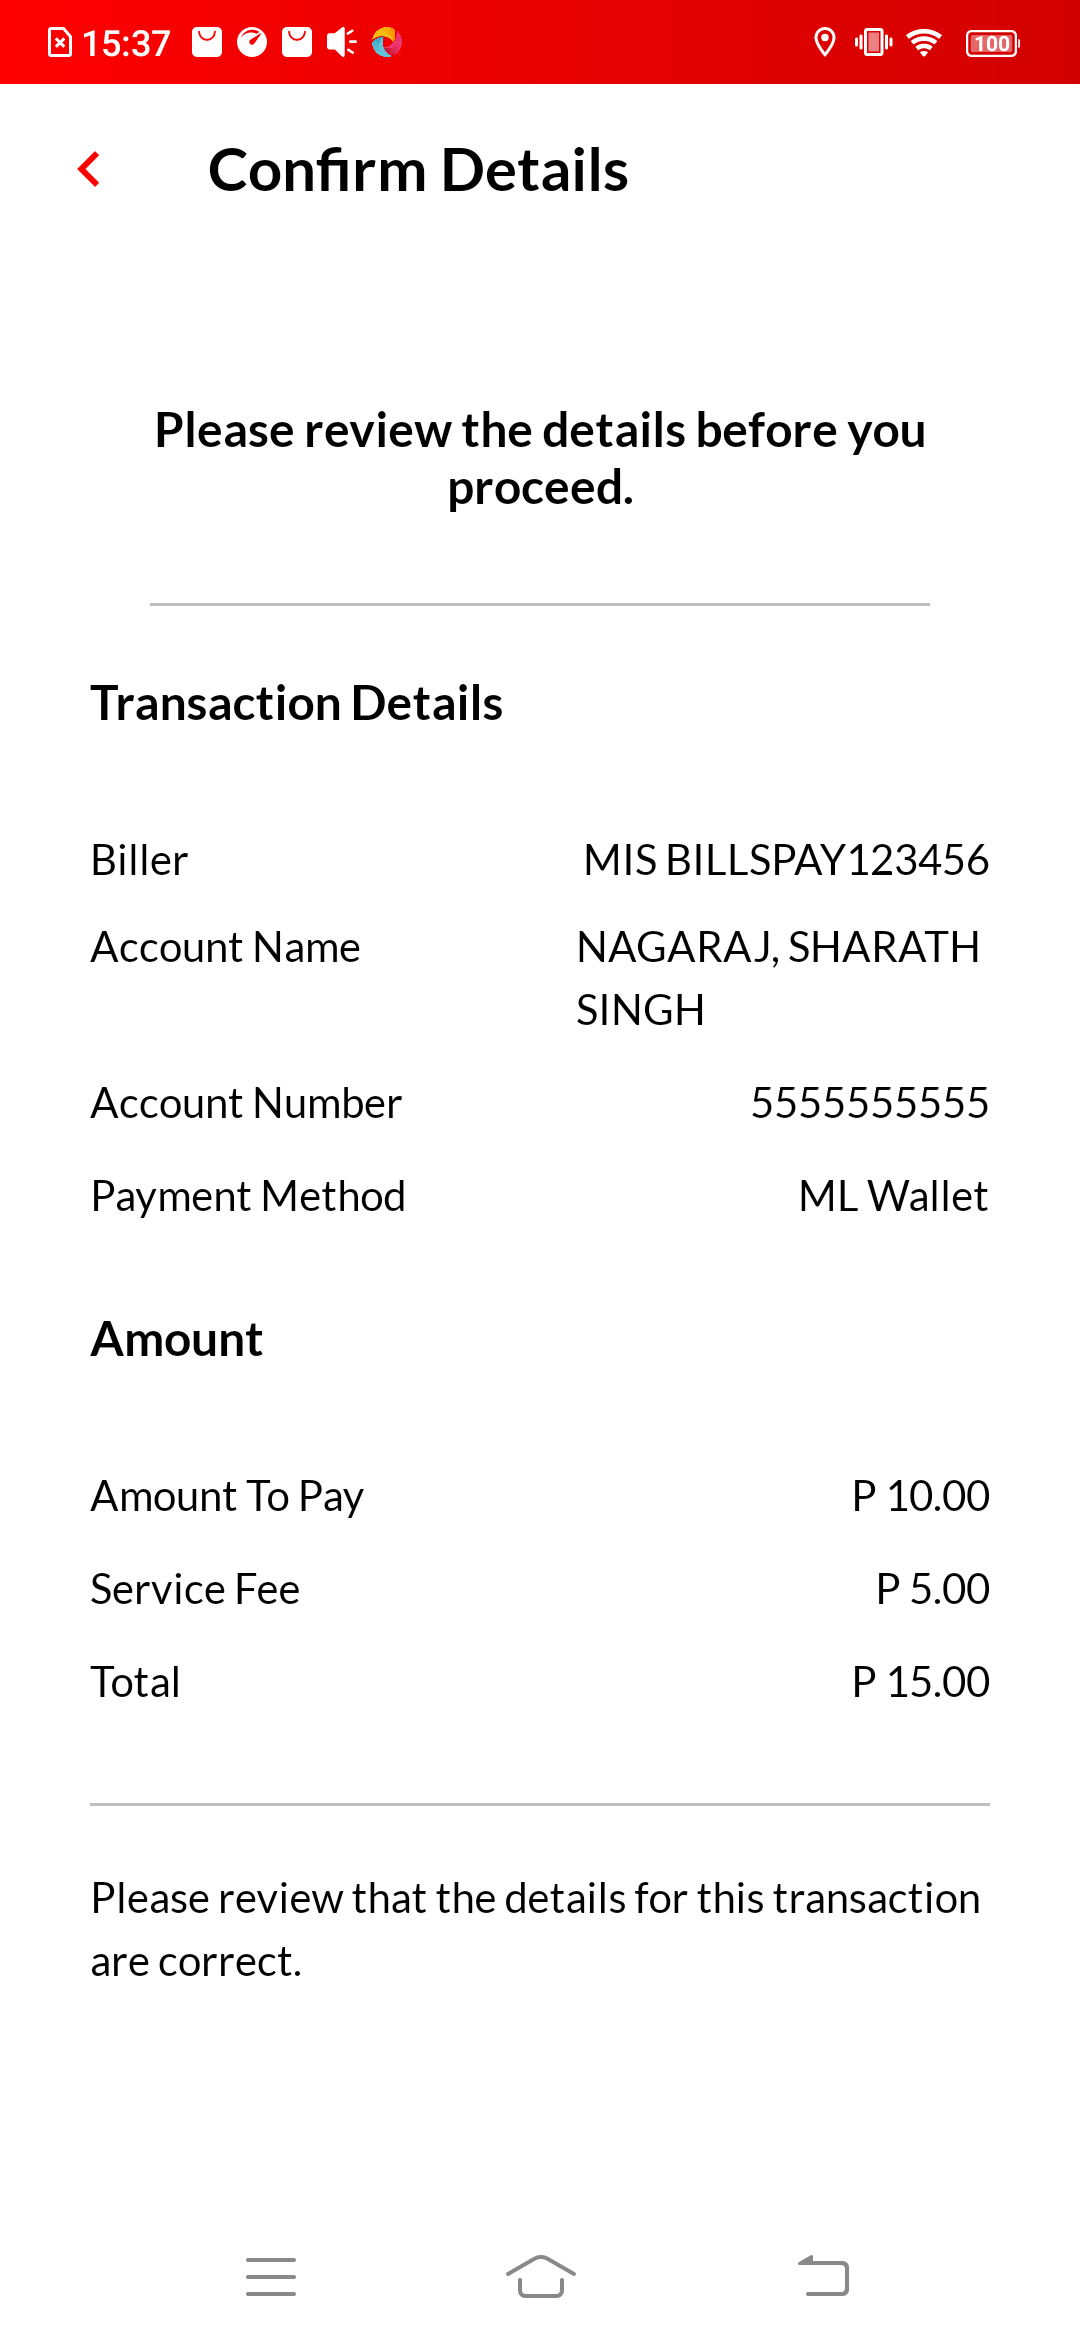 15:37
100
Confirm Details
Please review the details before you
proceed.
Transaction Details
Biller MIS BILLSPAY123456
Account Name NAGARAJ, SHARATH
SINGH
Account Number 5555555555
Payment Method ML Wallet
Amount
Amount To Pay P 10.00
Service Fee P 5.00
Total P 15.00
Please review that the details for this transaction
are correct.